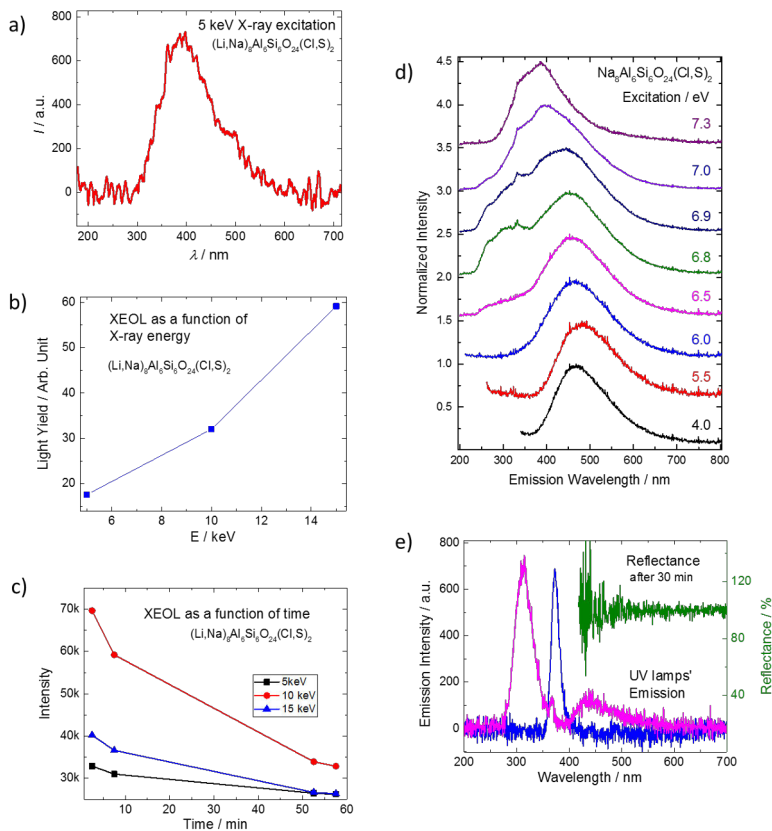 a)
5 keV X-ray excitation
(Li,Na)₈Al₆Si₆O₂₄(Cl,S)₂
800
600
400
200
0
I / a.u.
200 300 400 500 600 700
λ / nm
b)
XEOL as a function of
X-ray energy
(Li,Na)₈Al₆Si₆O₂₄(Cl,S)₂
60
50
40
30
20
Light Yield / Arb. Unit
6 8 10 12 14
E / keV
c)
XEOL as a function of time
(Li,Na)₈Al₆Si₆O₂₄(Cl,S)₂
70k
60k
50k
40k
30k
Intensity
5keV
10 keV
15 keV
0 10 20 30 40 50 60
Time / min
d)
Na₈Al₆Si₆O₂₄(Cl,S)₂
Excitation / eV
4.5
4.0
3.5
3.0
2.5
2.0
1.5
1.0
0.5
Normalized Intensity
7.3
7.0
6.9
6.8
6.5
6.0
5.5
4.0
200 300 400 500 600 700 800
Emission Wavelength / nm
e)
Reflectance
after 30 min
UV lamps'
Emission
800
600
400
200
0
Emission Intensity / a.u.
120
80
40
Reflectance / %
200 300 400 500 600 700
Wavelength / nm